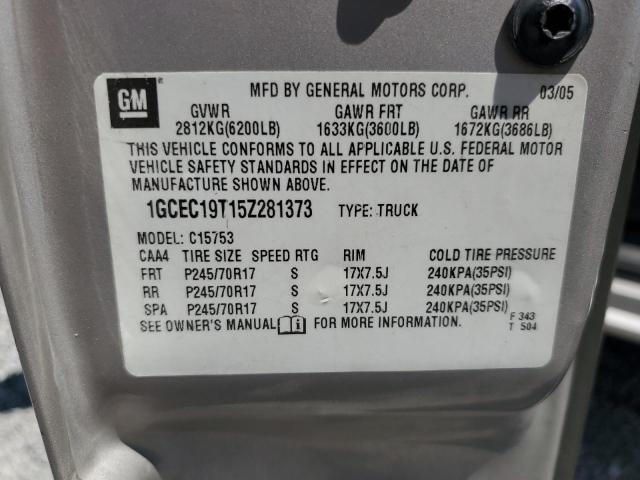 GM
MFD BY GENERAL MOTORS CORP. 03/05
GVWR GAWR FRT GAWR RR
2812KG(6200LB) 1633KG(3600LB) 1672KG(3686LB)
THIS VEHICLE CONFORMS TO ALL APPLICABLE U.S. FEDERAL MOTOR
VEHICLE SAFETY STANDARDS IN EFFECT ON THE DATE OF
MANUFACTURE SHOWN ABOVE.
1GCEC19T15Z281373 TYPE: TRUCK
MODEL: C15753
CAA4 TIRE SIZE SPEED RTG RIM COLD TIRE PRESSURE
FRT P245/70R17 S 17X7.5J 240KPA(35PSI)
RR P245/70R17 S 17X7.5J 240KPA(35PSI)
SPA P245/70R17 S 17X7.5J 240KPA(35PSI)
SEE OWNER'S MANUAL i FOR MORE INFORMATION.
F 343
T 504